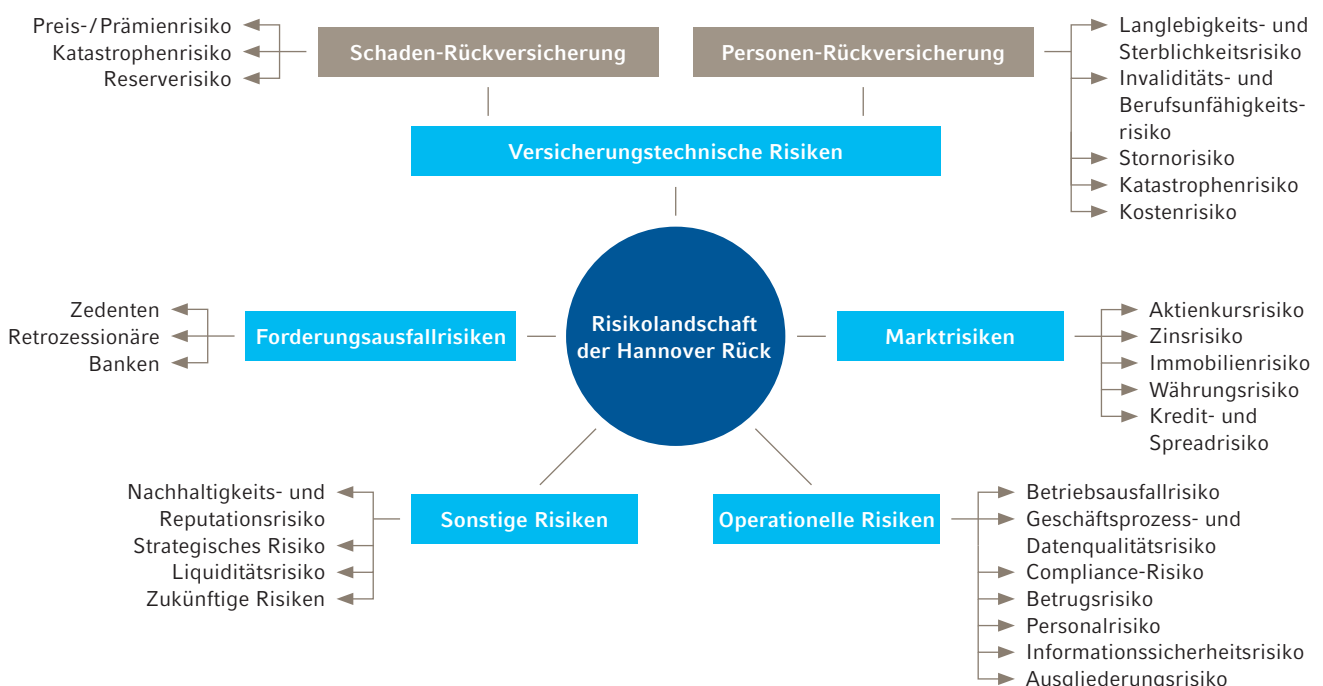 Preis-/Prämienrisiko
Katastrophenrisiko
Reserverisiko
Schaden-Rückversicherung
Personen-Rückversicherung
Langlebigkeits- und
Sterblichkeitsrisiko
Invaliditäts- und
Berufsunfähigkeits-
risiko
Stornorisiko
Katastrophenrisiko
Kostenrisiko
Versicherungstechnische Risiken
Zedenten
Retrozessionäre
Banken
Forderungsausfallrisiken
Risikolandschaft
der Hannover Rück
Marktrisiken
Aktienkursrisiko
Zinsrisiko
Immobilienrisiko
Währungsrisiko
Kredit- und
Spreadrisiko
Nachhaltigkeits- und
Reputationsrisiko
Strategisches Risiko
Liquiditätsrisiko
Zukünftige Risiken
Sonstige Risiken
Operationelle Risiken
Betriebsausfallrisiko
Geschäftsprozess- und
Datenqualitätsrisiko
Compliance-Risiko
Betrugsrisiko
Personalrisiko
Informationssicherheitsrisiko
Ausgliederungsrisiko